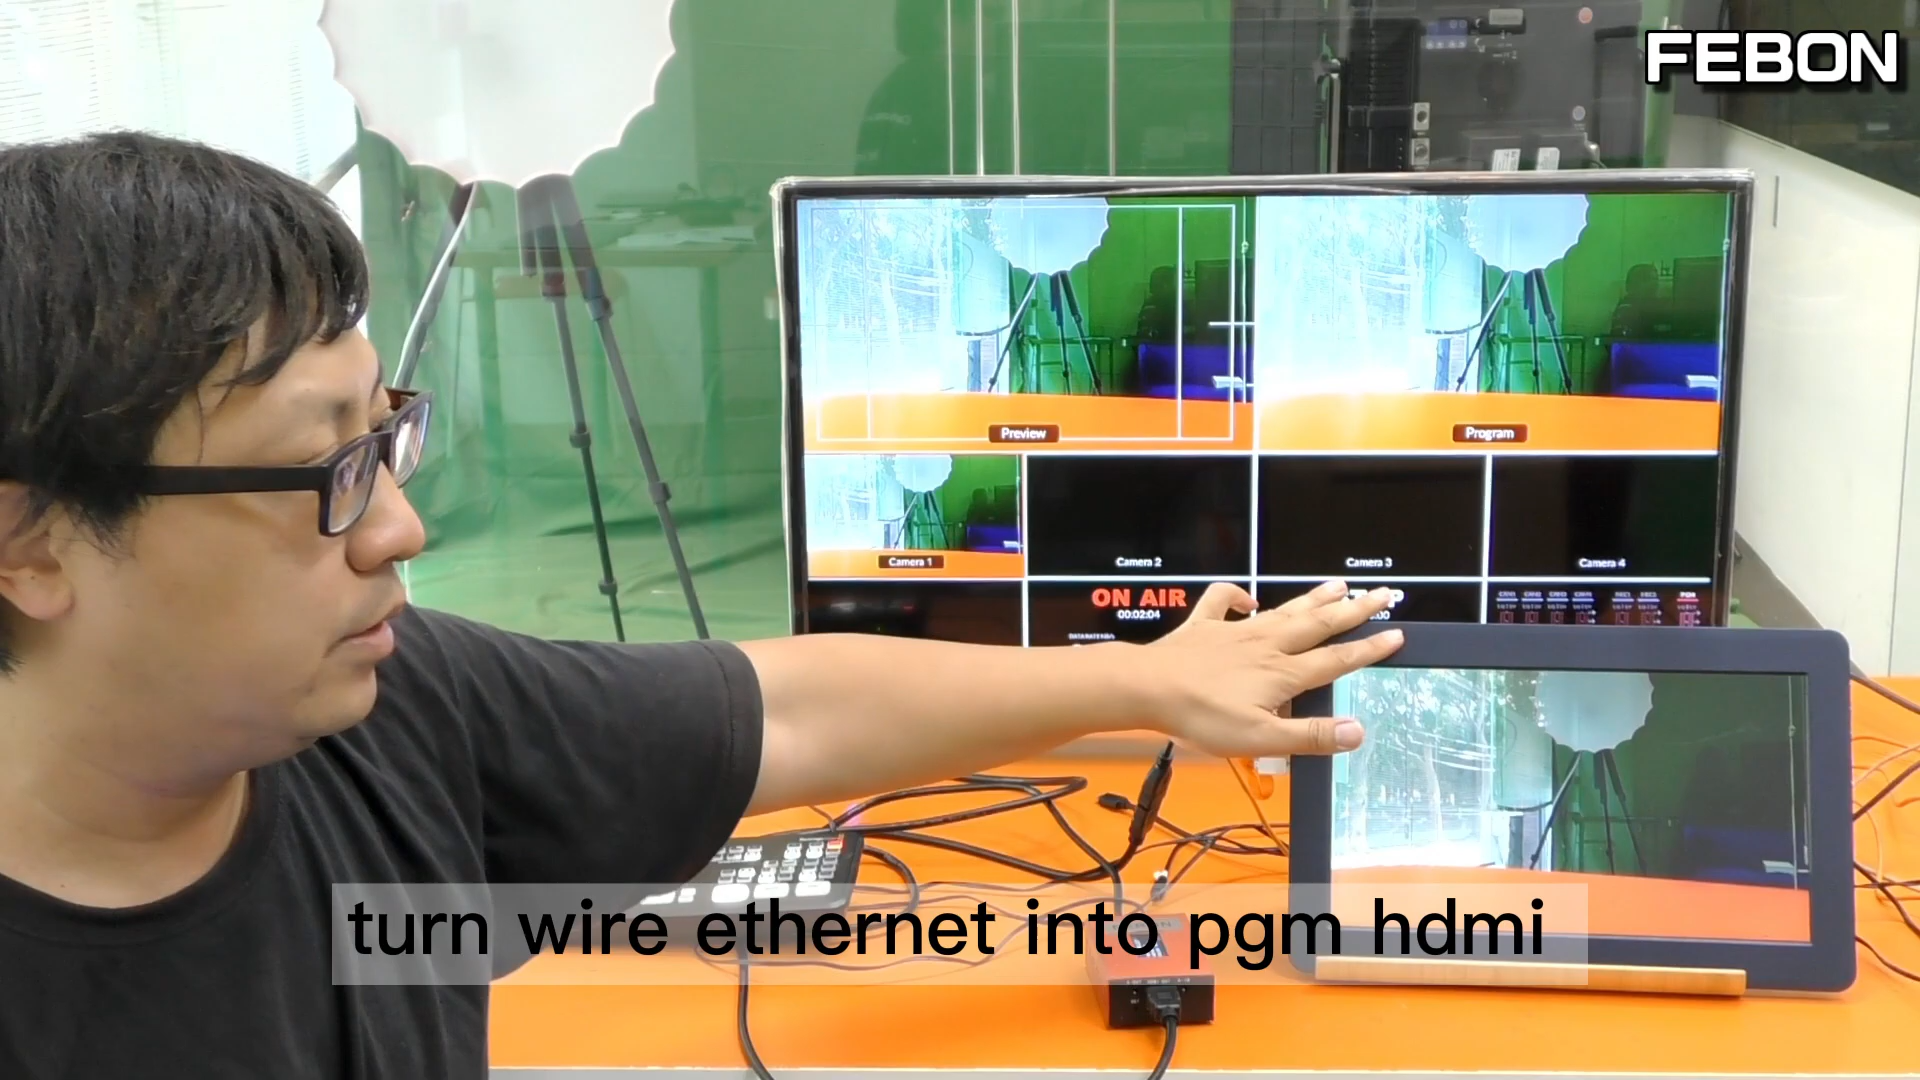 FEBON
Preview
Program
Camera 1
Camera 2
Camera 3
Camera 4
ON AIR
00:02:04
turn wire ethernet into pgm hdmi